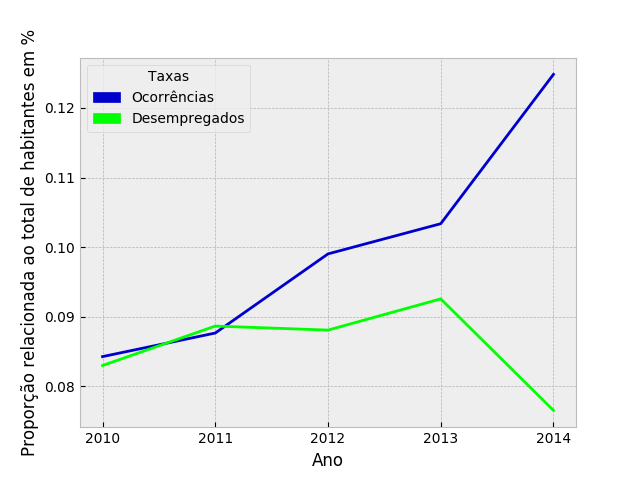 Proporção relacionada ao total de habitantes em %
Taxas
Ocorrências
Desempregados
0.12
0.11
0.10
0.09
0.08
2010 2011 2012 2013 2014
Ano